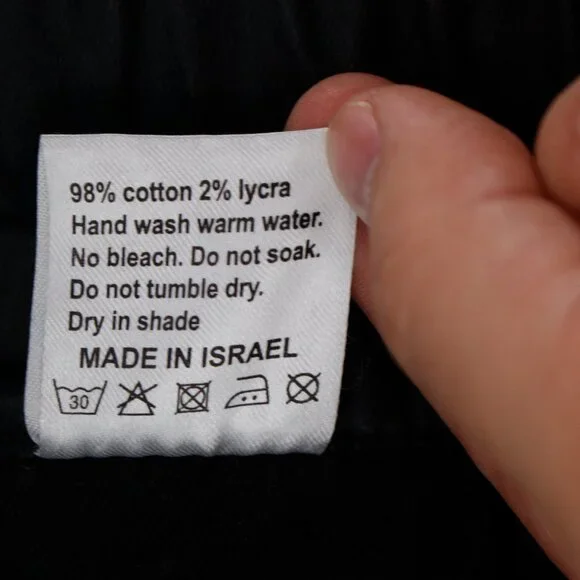 98% cotton 2% lycra
Hand wash warm water.
No bleach. Do not soak.
Do not tumble dry.
Dry in shade
MADE IN ISRAEL
30